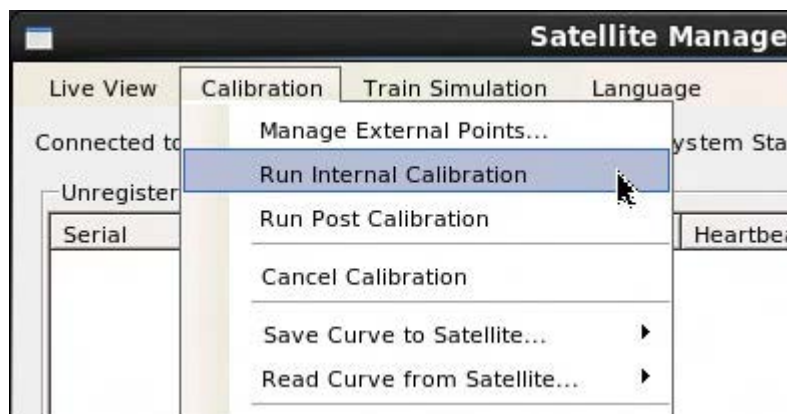 Satellite Manage
Live View Calibration Train Simulation Language
Connected to ystem Sta
Manage External Points...
Run Internal Calibration
Unregister
Run Post Calibration
Serial Heartbea
Cancel Calibration
Save Curve to Satellite...
Read Curve from Satellite...